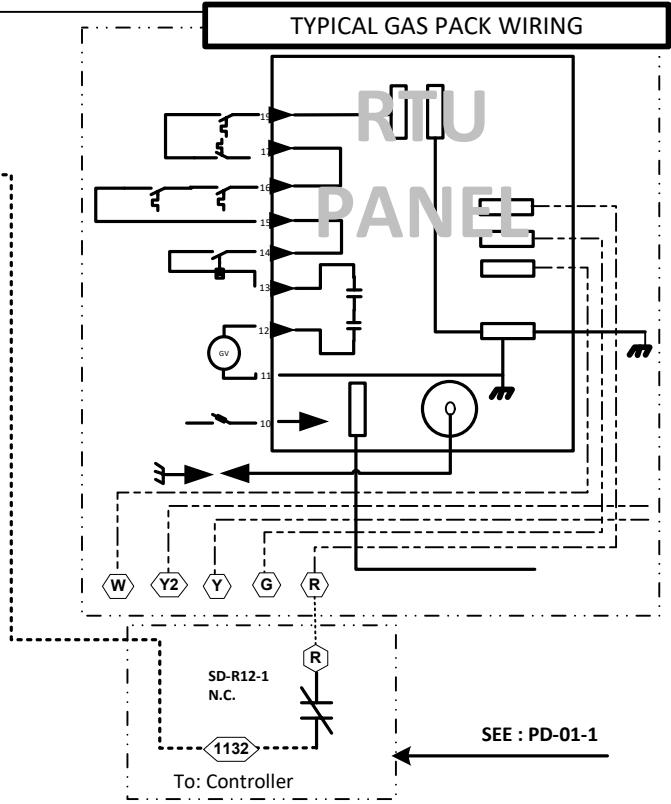 TYPICAL GAS PACK WIRING
RTU
PANEL
19
17
16
15
14
13
12
GV
11
10
W Y2 Y G R
R
SD-R12-1
N.C.
1132
SEE : PD-01-1
To: Controller